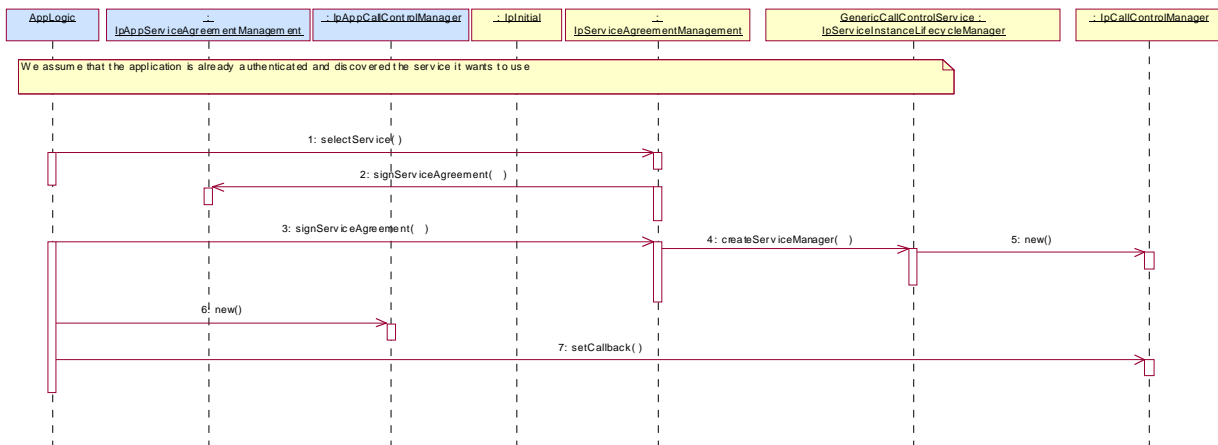 AppLogic
:
IpAppServiceAgreementManagement
: IpAppCallControlManager
: IpInitial
:
IpServiceAgreementManagement
GenericCallControlService :
IpServiceInstanceLifecycleManager
: IpCallControlManager
We assume that the application is already authenticated and discovered the service it wants to use
1: selectService( )
2: signServiceAgreement( )
3: signServiceAgreement( )
4: createServiceManager( )
5: new()
6: new()
7: setCallback( )